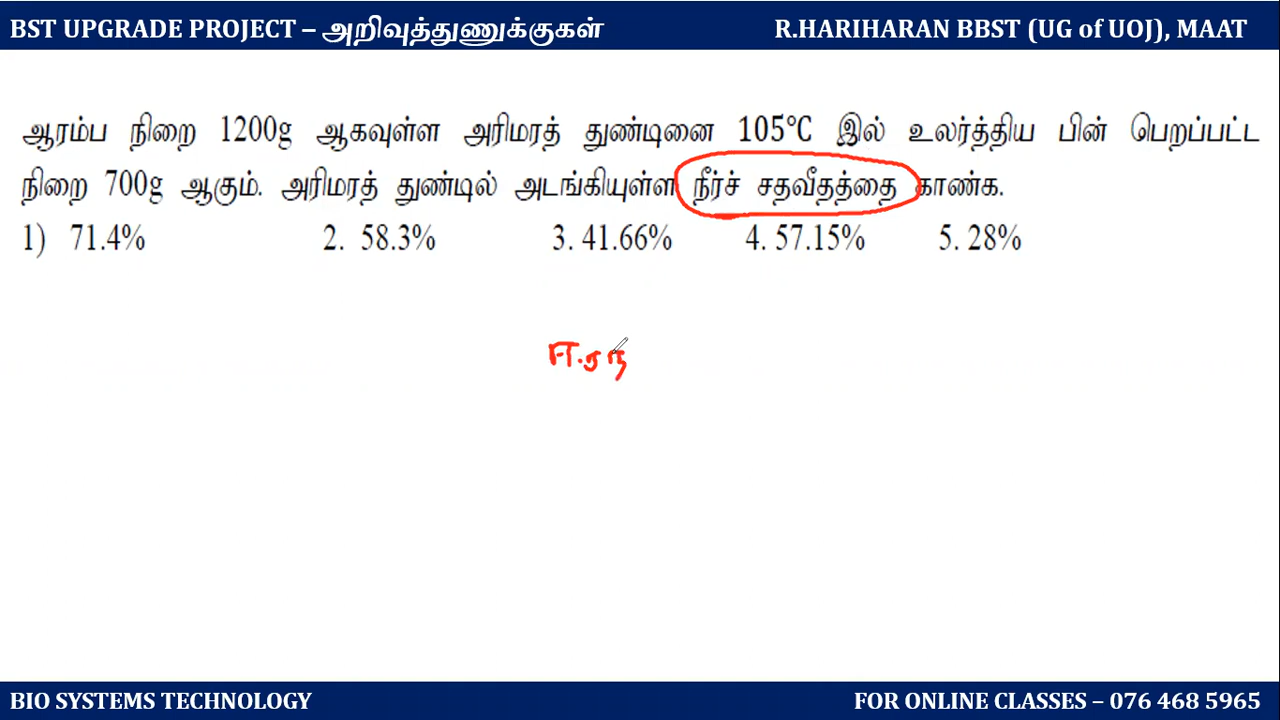 BST UPGRADE PROJECT – அறிவுத்துணுக்குகள்
R.HARIHARAN BBST (UG of UOJ), MAAT
ஆரம்ப நிறை 1200g ஆகவுள்ள அரிமரத் துண்டினை 105°C இல் உலர்த்திய பின் பெறப்பட்ட
நிறை 700g ஆகும். அரிமரத் துண்டில் அடங்கியுள்ள நீர்ச் சதவீதத்தை காண்க.
1) 71.4% 2. 58.3% 3. 41.66% 4. 57.15% 5. 28%
BIO SYSTEMS TECHNOLOGY
FOR ONLINE CLASSES – 076 468 5965